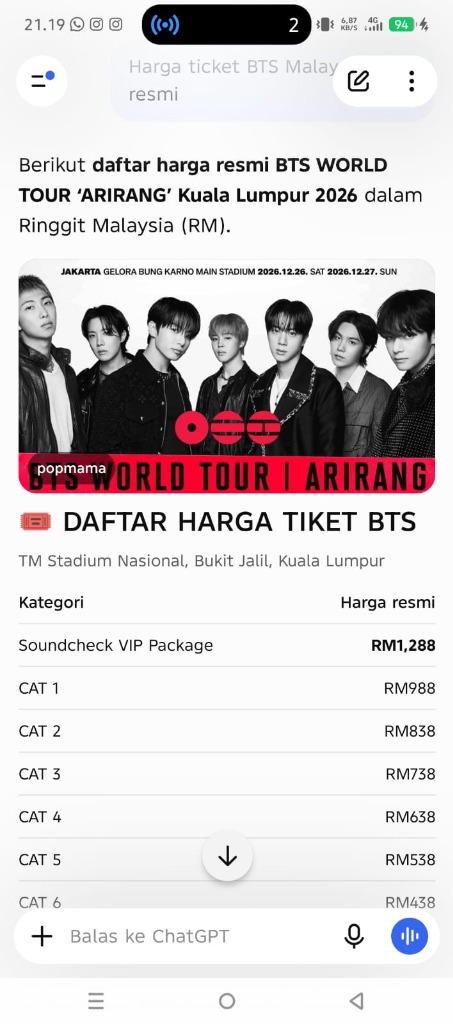 21.19
2
6,87
KB/S
4G
94
Harga ticket BTS Malay
resmi
Berikut daftar harga resmi BTS WORLD
TOUR ‘ARIRANG’ Kuala Lumpur 2026 dalam
Ringgit Malaysia (RM).
JAKARTA GELORA BUNG KARNO MAIN STADIUM 2026.12.26. SAT 2026.12.27. SUN
popmama
BTS WORLD TOUR | ARIRANG
DAFTAR HARGA TIKET BTS
TM Stadium Nasional, Bukit Jalil, Kuala Lumpur
Kategori Harga resmi
Soundcheck VIP Package RM1,288
CAT 1 RM988
CAT 2 RM838
CAT 3 RM738
CAT 4 RM638
CAT 5 RM538
CAT 6 RM438
Balas ke ChatGPT